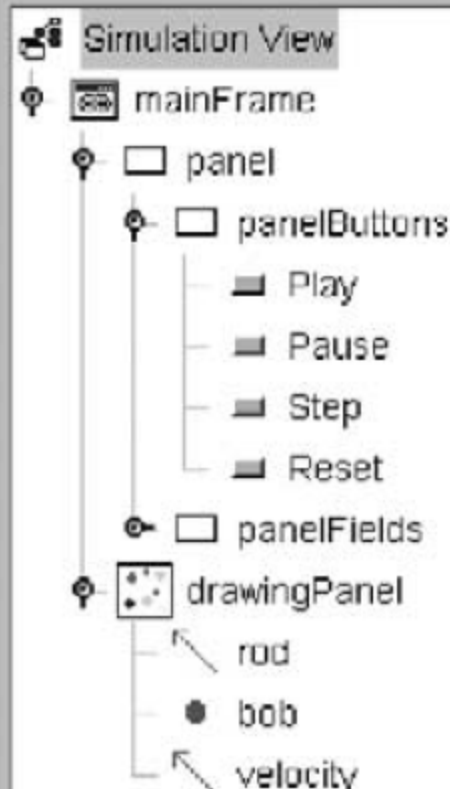 Simulation View
mainFrame
panel
panelButtons
Play
Pause
Step
Reset
panelFields
drawingPanel
rod
bob
velocity